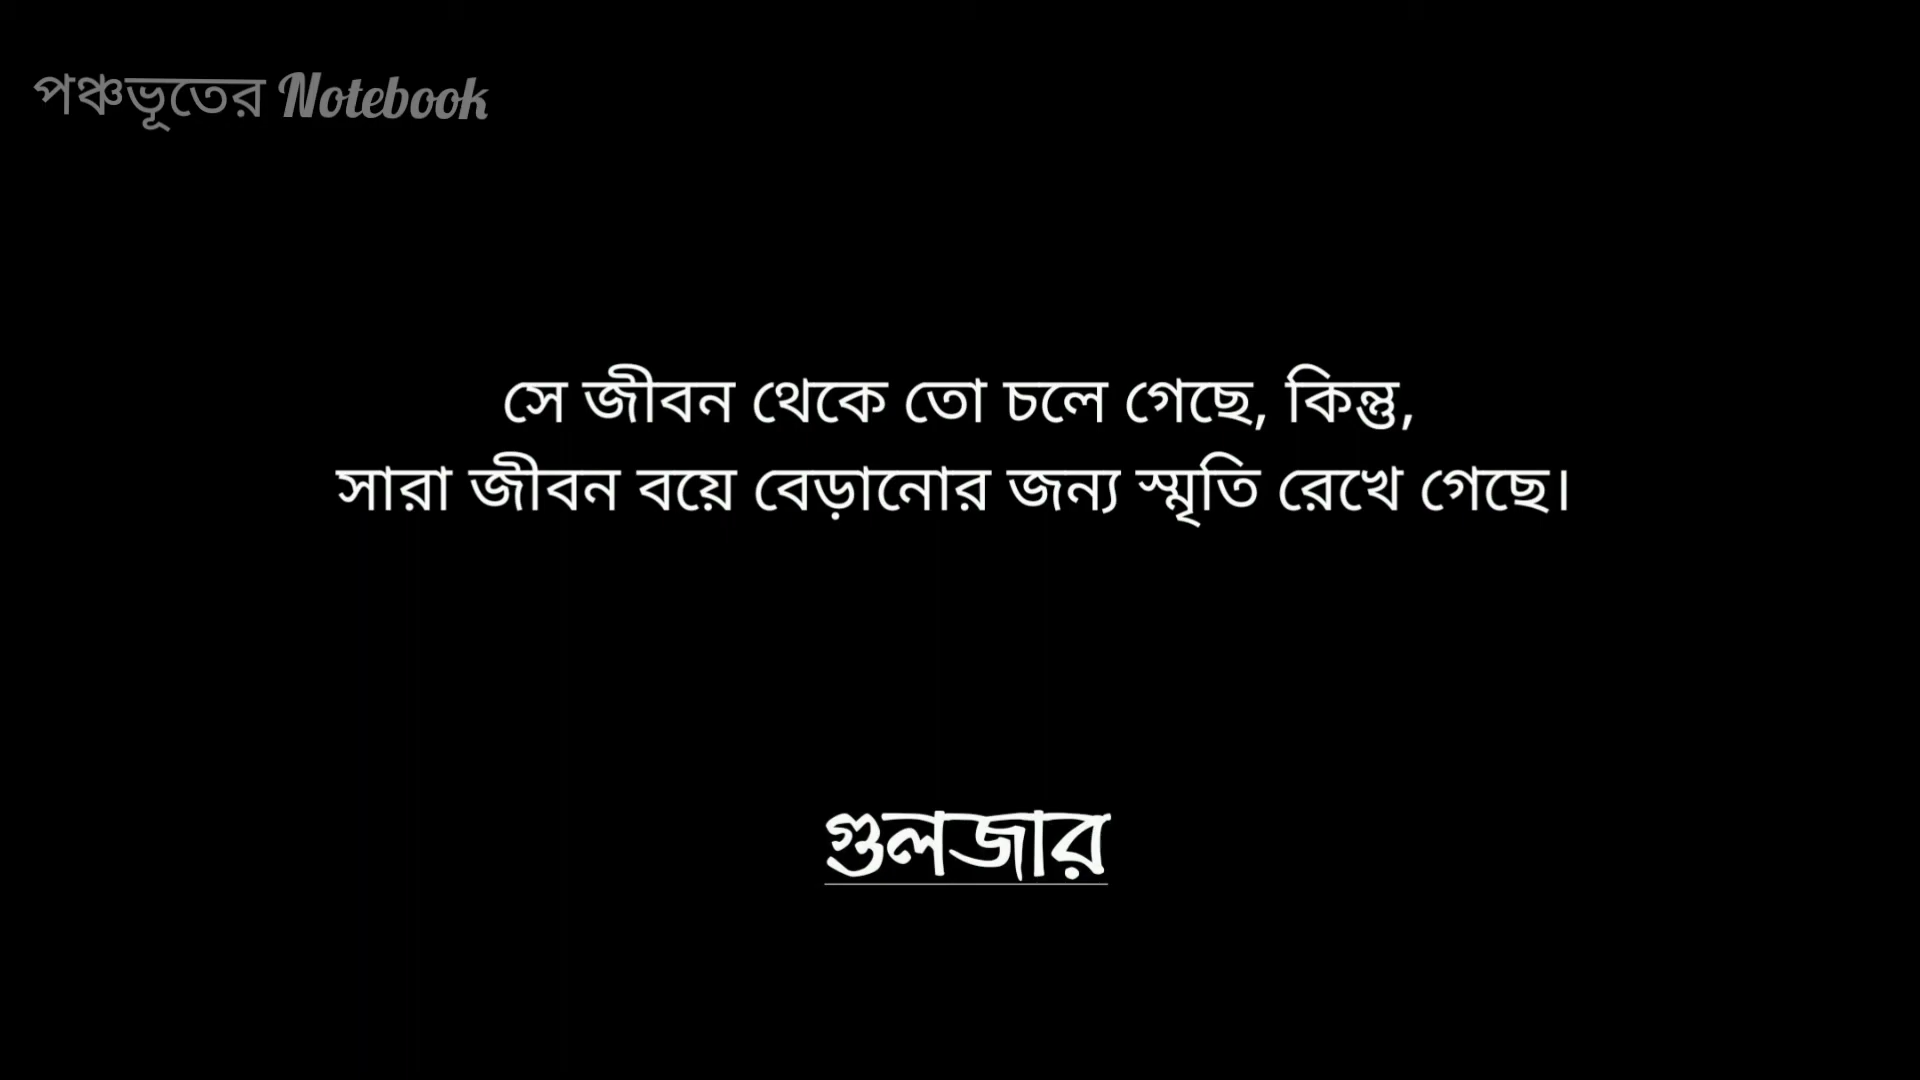 পঞ্চভূতের Notebook
সে জীবন থেকে তো চলে গেছে, কিন্তু,
সারা জীবন বয়ে বেড়ানোর জন্য স্মৃতি রেখে গেছে।
গুলজার